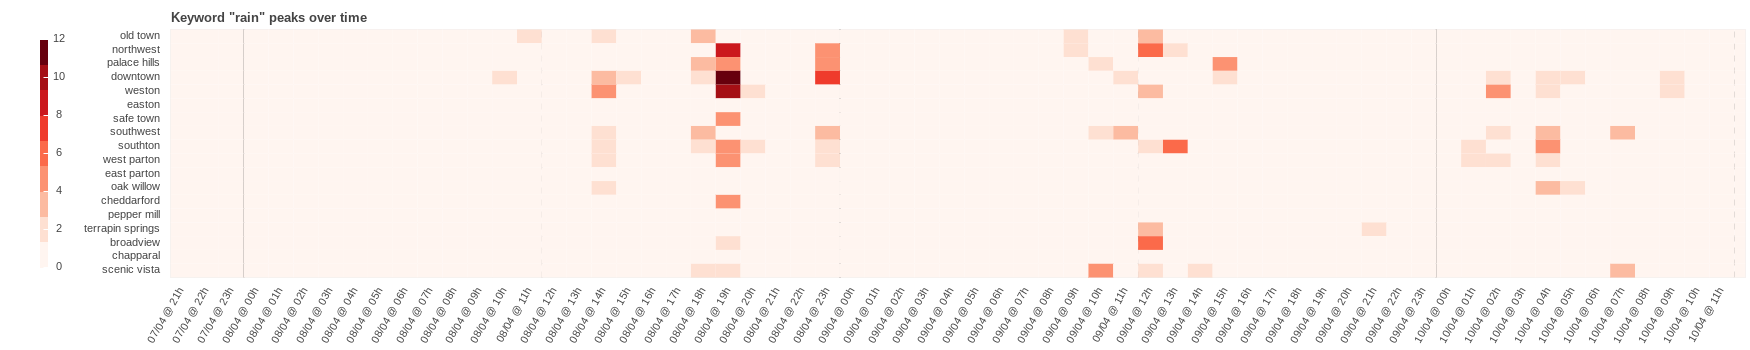 Keyword "rain" peaks over time
12
10
8
6
4
2
0
old town
northwest
palace hills
downtown
weston
easton
safe town
southwest
southton
west parton
east parton
oak willow
cheddarford
pepper mill
terrapin springs
broadview
chapparal
scenic vista
07/04 @ 21h
07/04 @ 22h
07/04 @ 23h
08/04 @ 00h
08/04 @ 01h
08/04 @ 02h
08/04 @ 03h
08/04 @ 04h
08/04 @ 05h
08/04 @ 06h
08/04 @ 07h
08/04 @ 08h
08/04 @ 09h
08/04 @ 10h
08/04 @ 11h
08/04 @ 12h
08/04 @ 13h
08/04 @ 14h
08/04 @ 15h
08/04 @ 16h
08/04 @ 17h
08/04 @ 18h
08/04 @ 19h
08/04 @ 20h
08/04 @ 21h
08/04 @ 22h
08/04 @ 23h
09/04 @ 00h
09/04 @ 01h
09/04 @ 02h
09/04 @ 03h
09/04 @ 04h
09/04 @ 05h
09/04 @ 06h
09/04 @ 07h
09/04 @ 08h
09/04 @ 09h
09/04 @ 10h
09/04 @ 11h
09/04 @ 12h
09/04 @ 13h
09/04 @ 14h
09/04 @ 15h
09/04 @ 16h
09/04 @ 17h
09/04 @ 18h
09/04 @ 19h
09/04 @ 20h
09/04 @ 21h
09/04 @ 22h
09/04 @ 23h
10/04 @ 00h
10/04 @ 01h
10/04 @ 02h
10/04 @ 03h
10/04 @ 04h
10/04 @ 05h
10/04 @ 06h
10/04 @ 07h
10/04 @ 08h
10/04 @ 09h
10/04 @ 10h
10/04 @ 11h